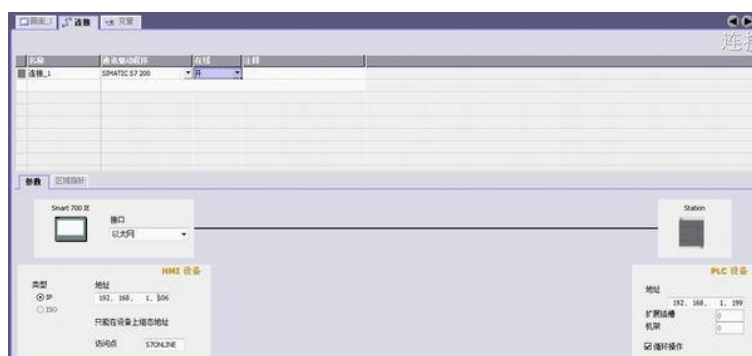 画面_1 连接 变量
连接
名称 通讯驱动程序 在线 注释
连接_1 SIMATIC S7 200 开
参数 区域指针
Smart 700 IE
接口
以太网
Station
HMI 设备
类型
IP
ISO
地址
192. 168. 1. 106
只能在设备上组态地址
访问点 S7ONLINE
PLC 设备
地址
192. 168. 1. 199
扩展插槽 0
机架 0
循环操作